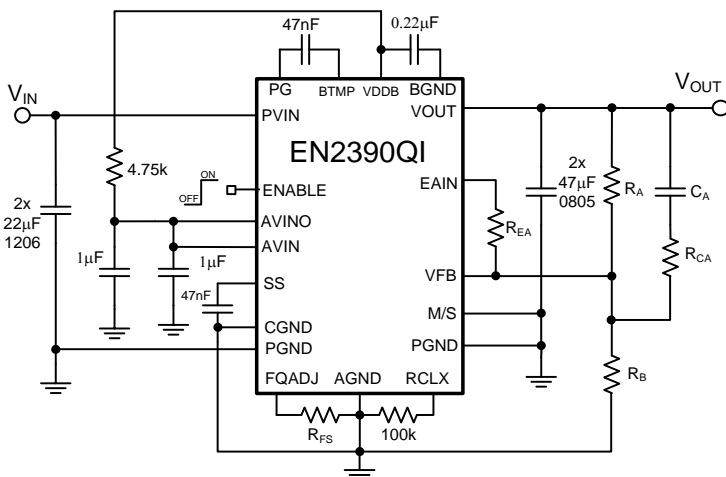 47nF
0.22µF
PG
BTMP
VDDB
BGND
V_IN
PVIN
VOUT
V_OUT
EN2390QI
4.75k
ON
OFF
ENABLE
EAIN
2x
47µF
0805
R_A
C_A
2x
22µF
1206
AVINO
R_EA
AVIN
R_CA
1µF
1µF
VFB
SS
47nF
M/S
CGND
PGND
PGND
R_B
FQADJ
AGND
RCLX
R_FS
100k